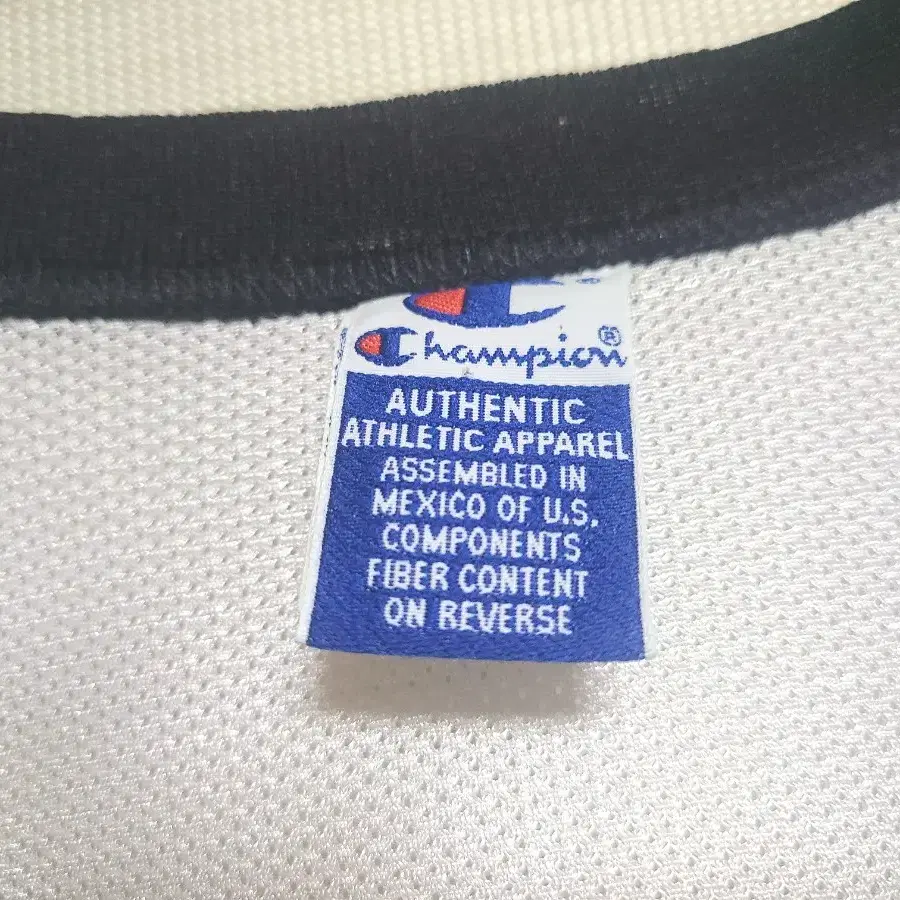 Champion®
AUTHENTIC
ATHLETIC APPAREL
ASSEMBLED IN
MEXICO OF U.S.
COMPONENTS
FIBER CONTENT
ON REVERSE